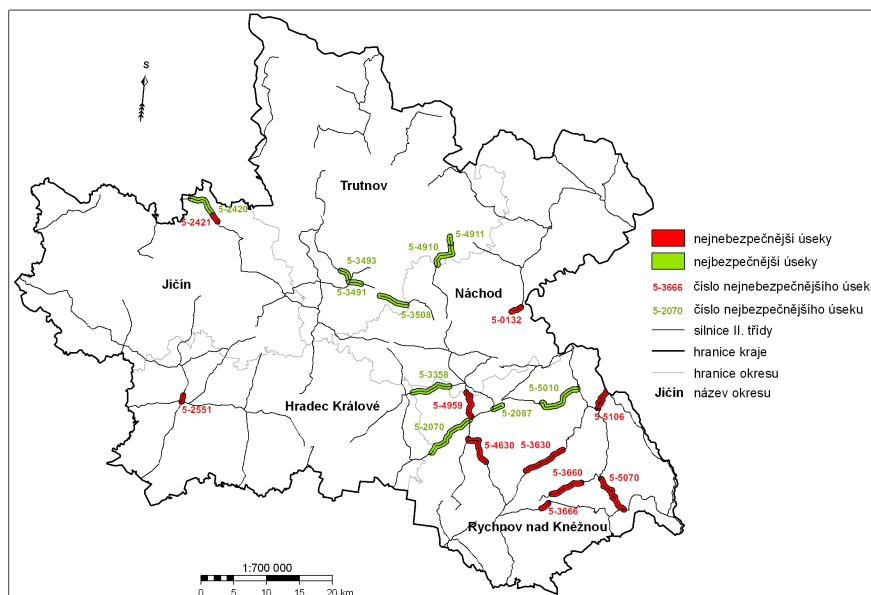 S
Trutnov
5-2420
5-2421
5-4911
5-4910
5-3493
Jičín
5-3491
Náchod
5-3508
5-0132
5-3358
5-5010
Hradec Králové
5-4959
5-2551
5-2087
5-5106
5-2070
5-4630
5-3630
5-3660
5-5070
5-3666
Rychnov nad Kněžnou
nejnebezpečnější úseky
nejbezpečnější úseky
5-3666 číslo nejnebezpečnějšího úseku
5-2070 číslo nejbezpečnějšího úseku
silnice II. třídy
hranice kraje
hranice okresu
Jičín název okresu
1:700 000
0 5 10 15 20 km